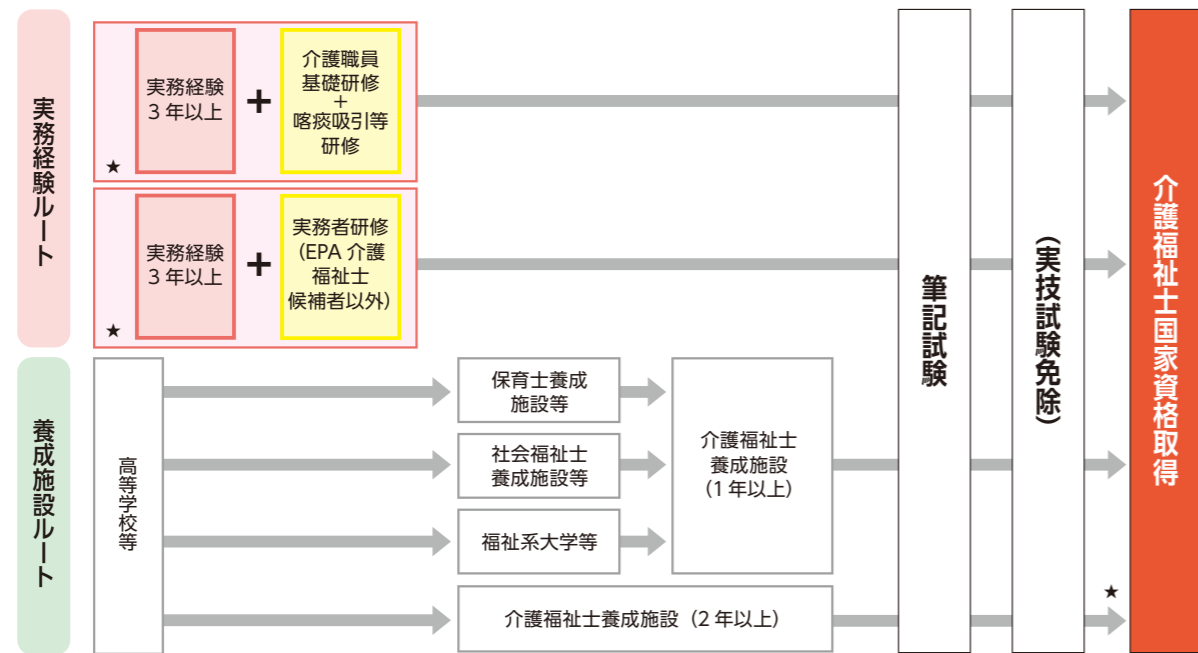 実務経験ルート
実務経験
3年以上
+
介護職員
基礎研修
+
喀痰吸引等
研修
★
実務経験
3年以上
+
実務者研修
(EPA介護
福祉士
候補者以外)
★
養成施設ルート
高等学校等
保育士養成
施設等
社会福祉士
養成施設等
福祉系大学等
介護福祉士
養成施設
(1年以上)
介護福祉士養成施設(2年以上)
筆記試験
(実技試験免除)
★
介護福祉士国家資格取得